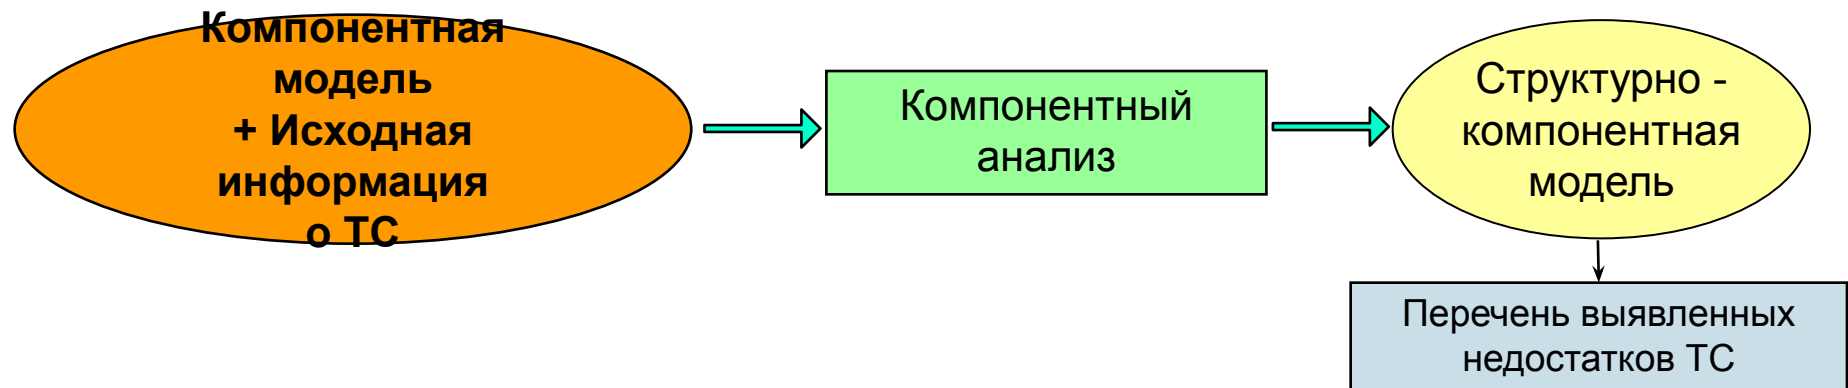 Компонентная
модель
+ Исходная
информация
о ТС
Компонентный
анализ
Структурно -
компонентная
модель
Перечень выявленных
недостатков ТС